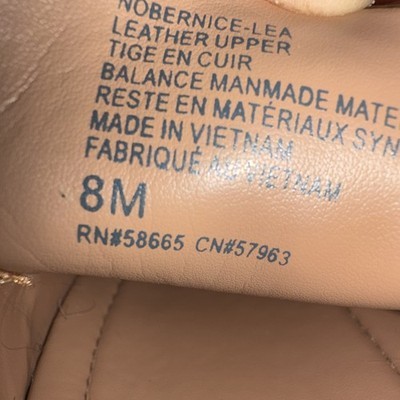 NOBERNICE-LEA
LEATHER UPPER
TIGE EN CUIR
BALANCE MANMADE MATE
RESTE EN MATÉRIAUX SYN
MADE IN VIETNAM
FABRIQUÉ AU VIETNAM
8M
RN#58665 CN#57963